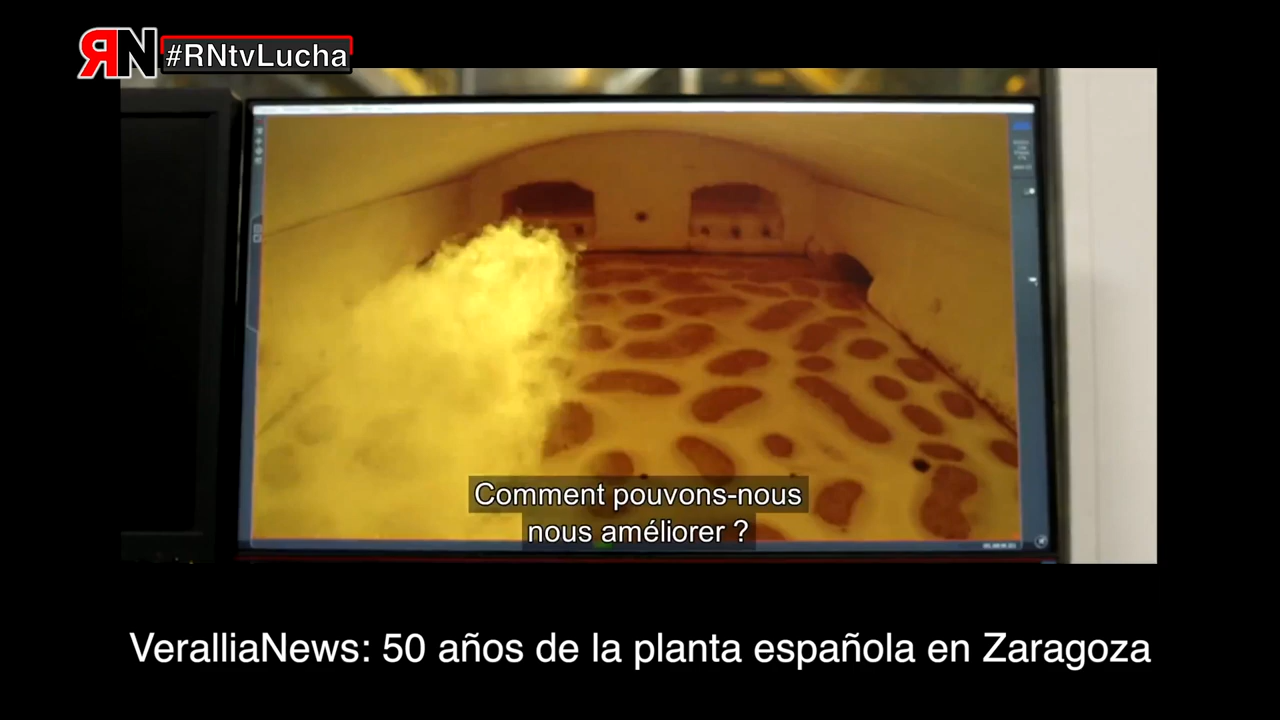 RN #RNtvLucha
Comment pouvons-nous
nous améliorer ?
VeralliaNews: 50 años de la planta española en Zaragoza